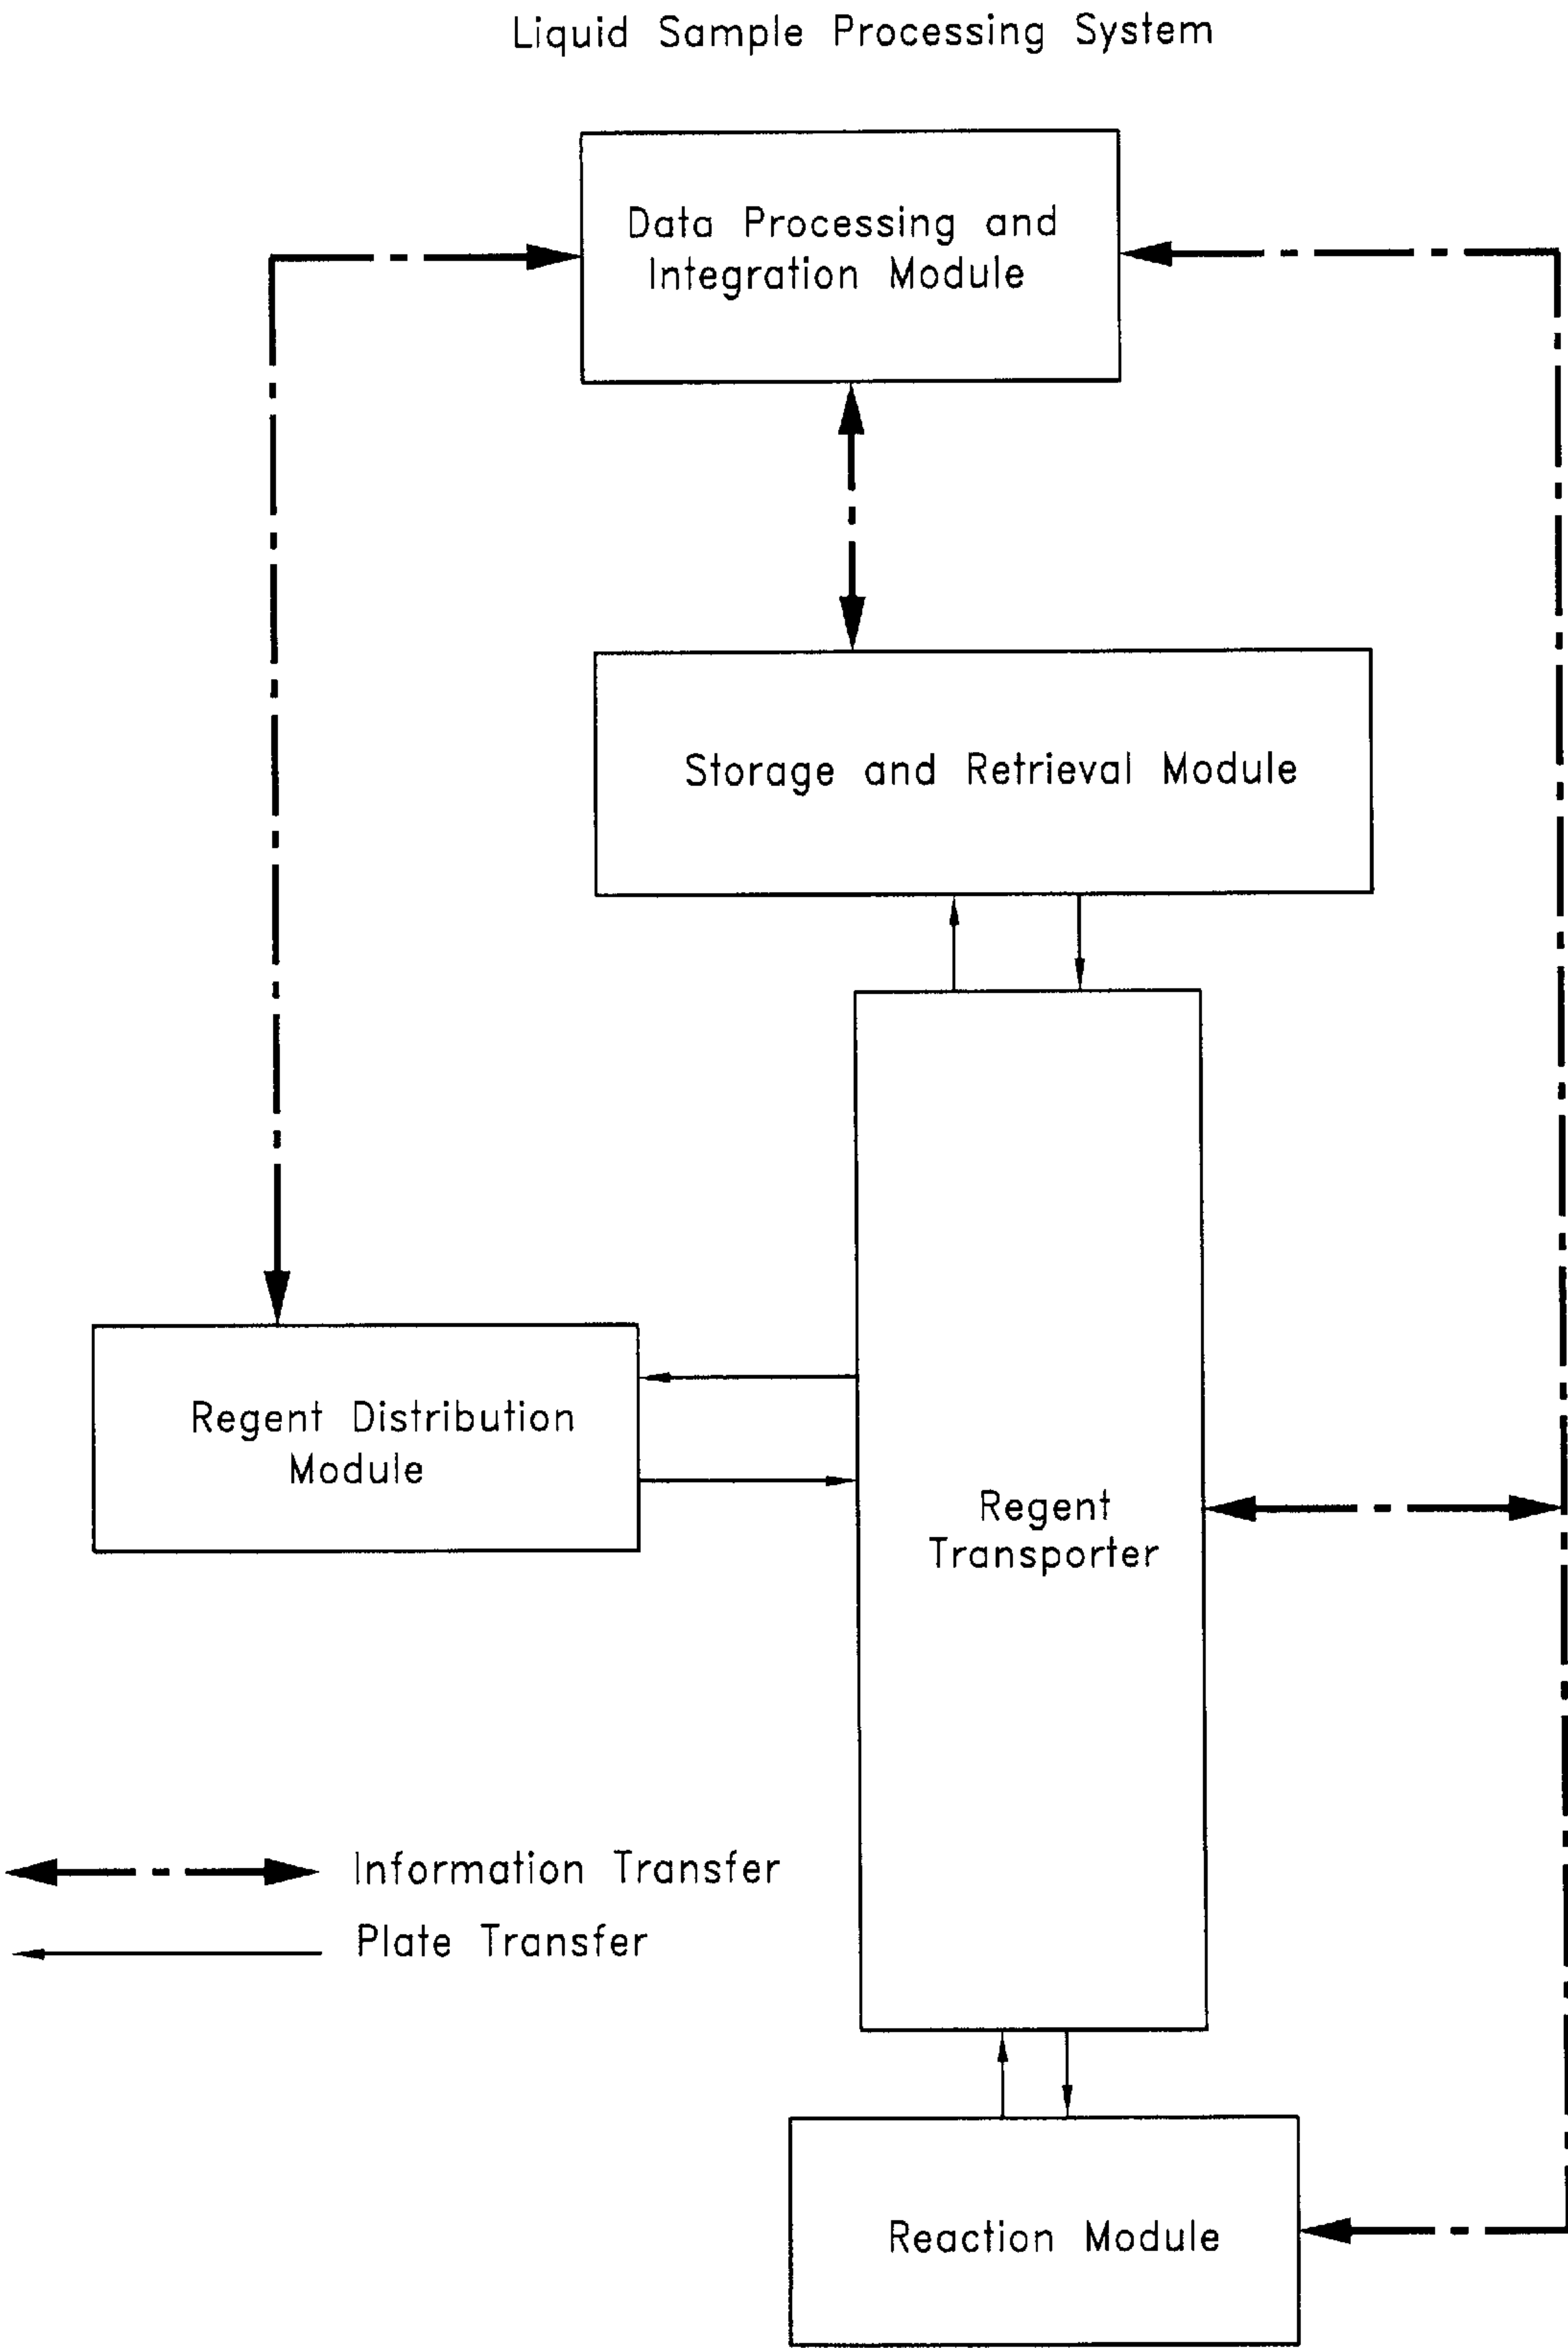 Liquid Sample Processing System
Data Processing and
Integration Module
Storage and Retrieval Module
Regent Distribution
Module
Regent
Transporter
Information Transfer
Plate Transfer
Reaction Module